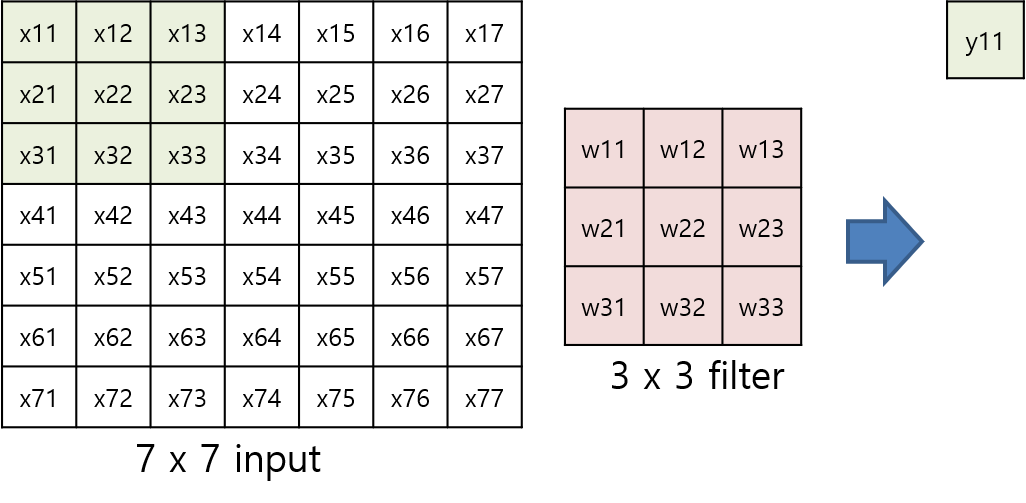 x11 x12 x13 x14 x15 x16 x17
x21 x22 x23 x24 x25 x26 x27
x31 x32 x33 x34 x35 x36 x37
x41 x42 x43 x44 x45 x46 x47
x51 x52 x53 x54 x55 x56 x57
x61 x62 x63 x64 x65 x66 x67
x71 x72 x73 x74 x75 x76 x77
7 x 7 input
w11 w12 w13
w21 w22 w23
w31 w32 w33
3 x 3 filter
y11